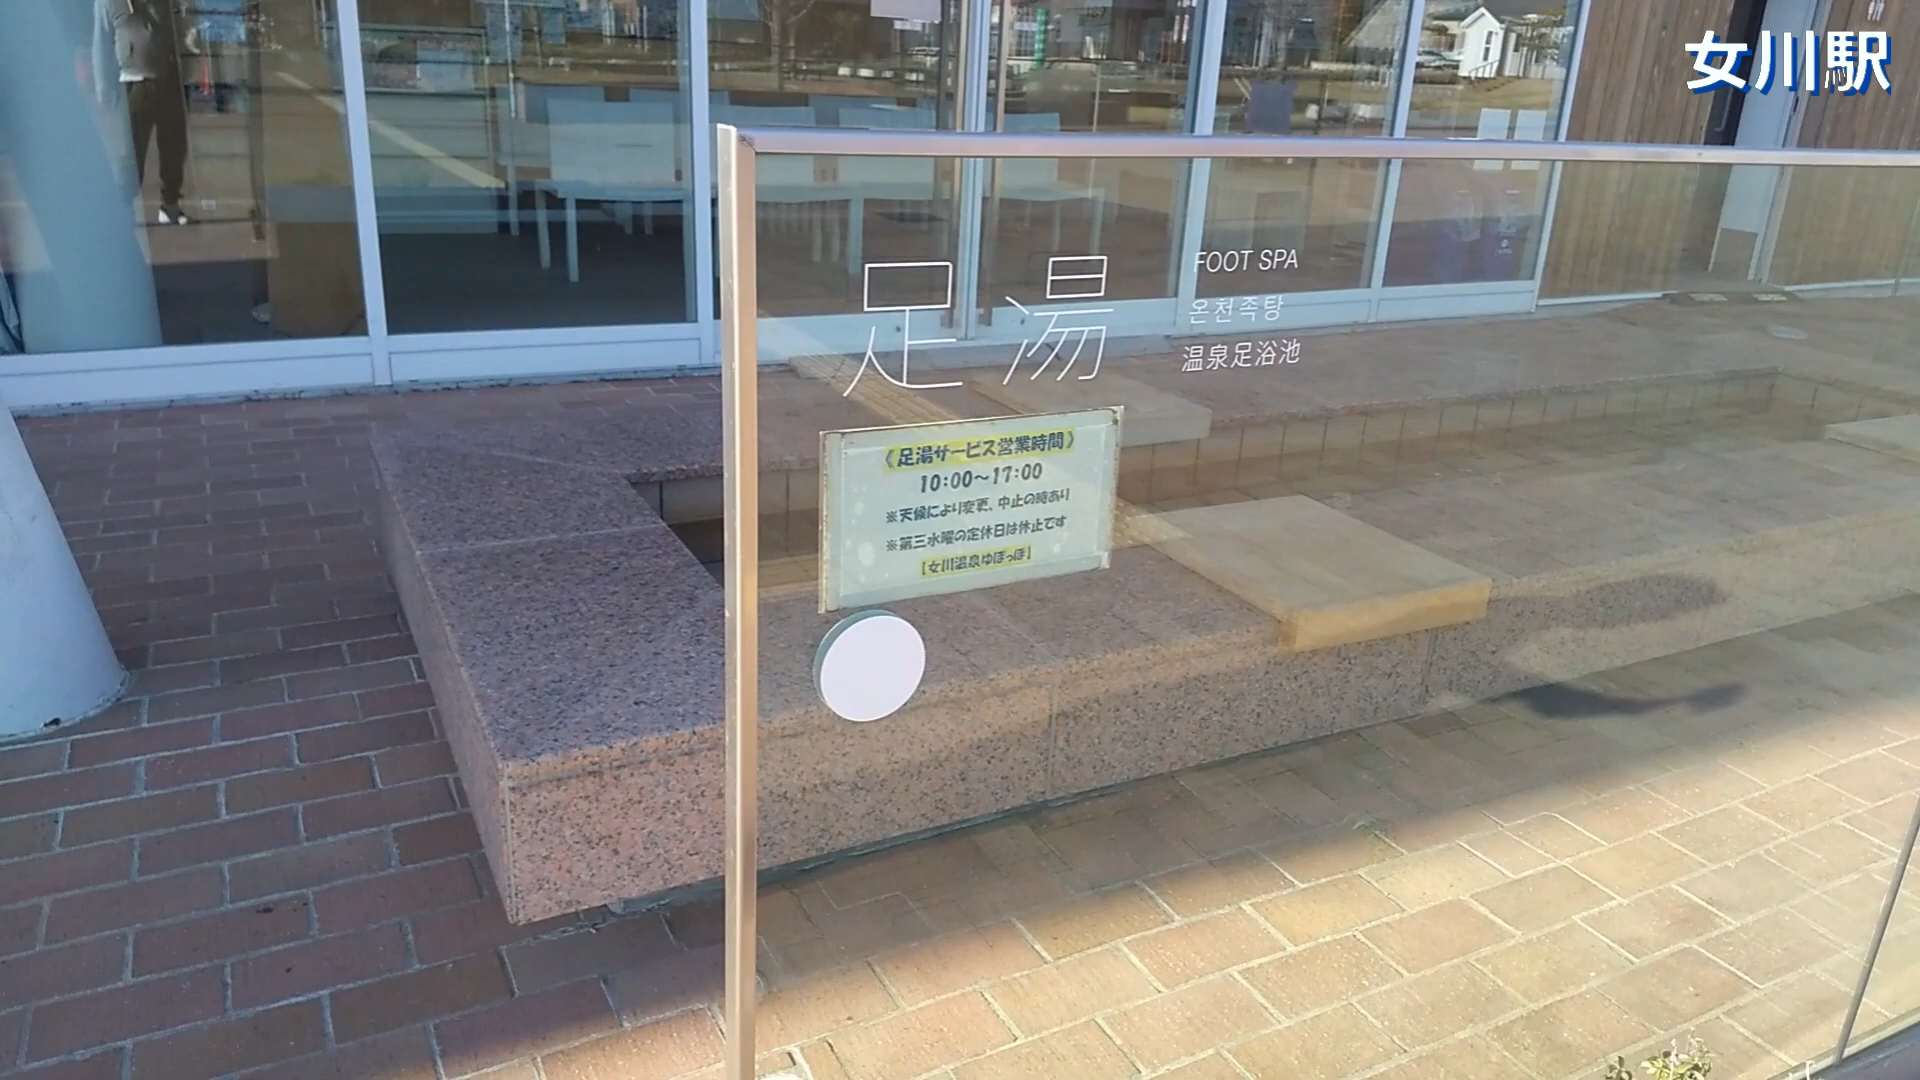 女川駅
足湯
FOOT SPA
온천족탕
温泉足浴池
《足湯サービス営業時間》
10:00～17:00
※天候により変更、中止の時あり
※第三水曜の定休日は休止です
【女川温泉ゆぽっぽ】